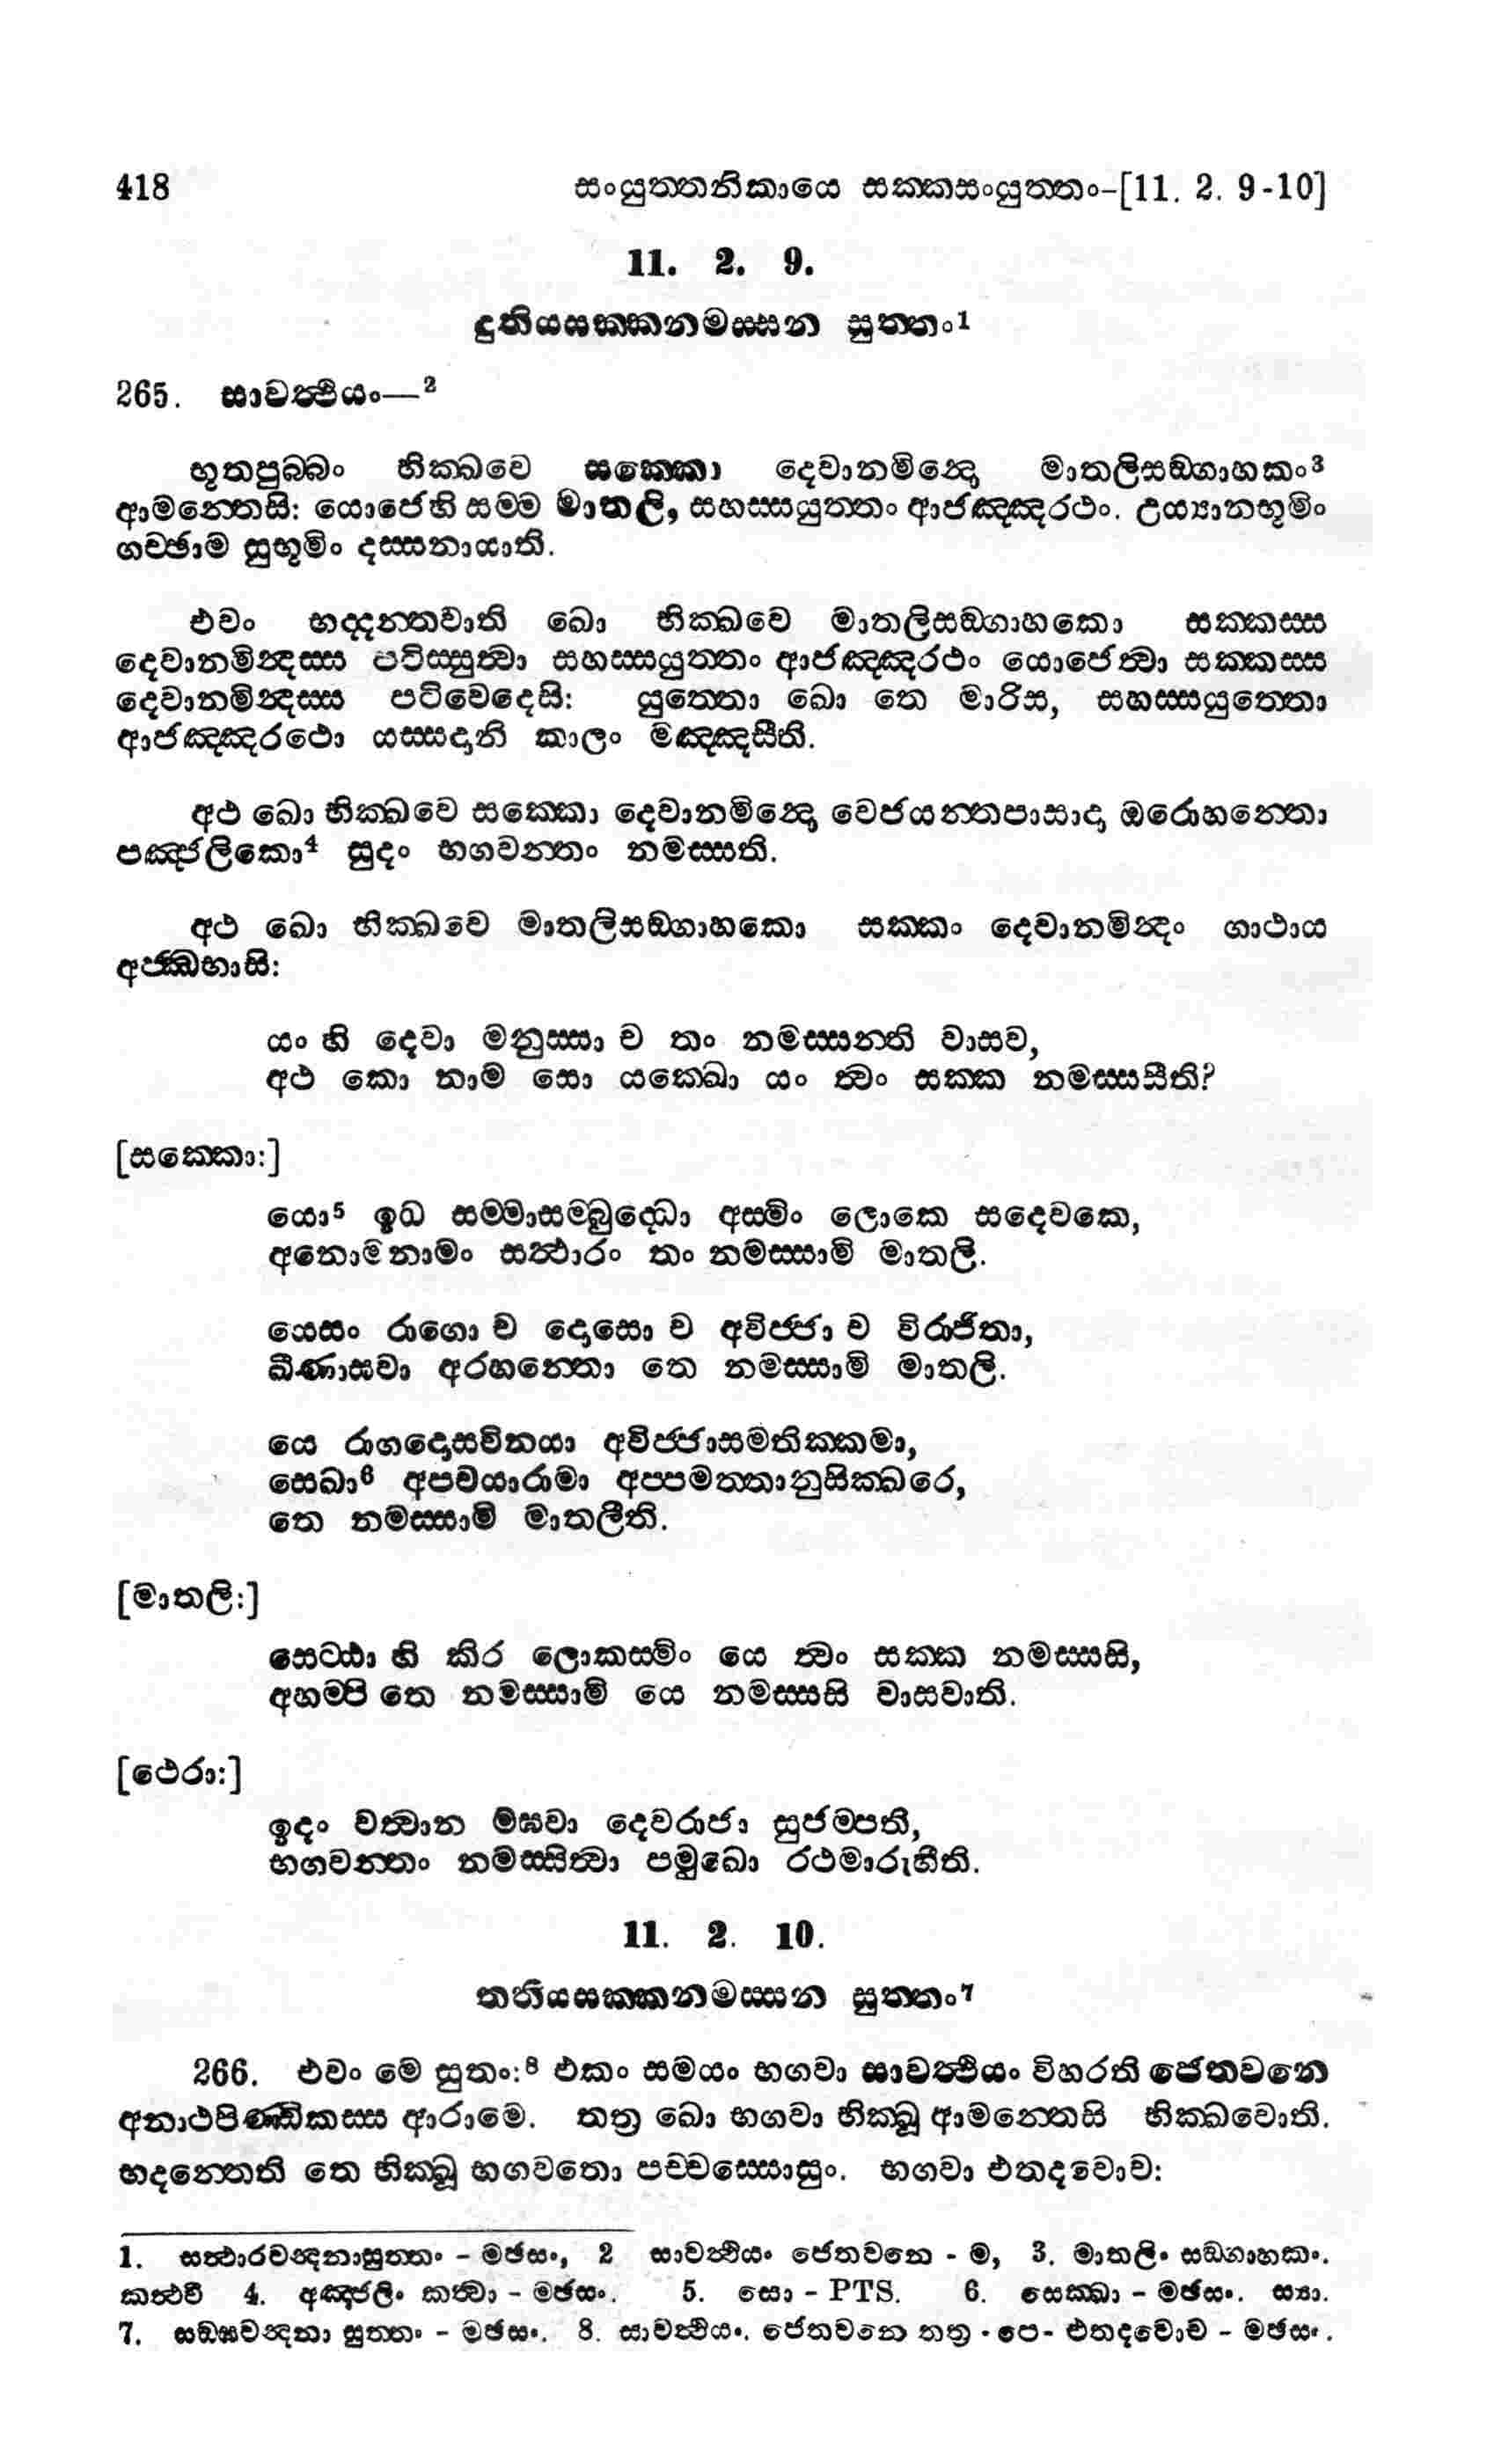 418 සංයුත්තනිකායෙ සක්කසංයුත්තං-[11. 2. 9-10]
11. 2. 9.
දුතියසක්කනමස්සන සුත්තං1
265. සාවත්ථියං—2
භූතපුබ්බං භික්ඛවෙ සක්කො දෙවානමින්දො මාතලිසඞ්ගාහකං3
ආමන්තෙසි: යොජෙහි සම්ම මාතලි, සහස්සයුත්තං ආජඤ්ඤරථං. උය්‍යානභූමිං
ගච්ඡාම සුභූමිං දස්සනායාති.
එවං භද්දන්තවාති ඛො භික්ඛවෙ මාතලිසඞ්ගාහකො සක්කස්ස
දෙවානමින්දස්ස පටිස්සුත්වා සහස්සයුත්තං ආජඤ්ඤරථං යොජෙත්වා සක්කස්ස
දෙවානමින්දස්ස පටිවෙදෙසි: යුත්තො ඛො තෙ මාරිස, සහස්සයුත්තො
ආජඤ්ඤරථො යස්සදානි කාලං මඤ්ඤසීති.
අථ ඛො භික්ඛවෙ සක්කො දෙවානමින්දො වෙජයන්තපාසාදා ඔරොහන්තො
පඤ්ජලිකො4 සුදං භගවන්තං නමස්සති.
අථ ඛො භික්ඛවෙ මාතලිසඞ්ගාහකො සක්කං දෙවානමින්දං ගාථාය
අජ්ඣභාසි:
යං හි දෙවා මනුස්සා ච තං නමස්සන්ති වාසව,
අථ කො නාම සො යක්ඛො යං ත්වං සක්ක නමස්සසීති?
[සක්කො:]
යො5 ඉධ සම්මාසම්බුද්ධො අස්මිං ලොකෙ සදෙවකෙ,
අනොමනාමං සත්ථාරං තං නමස්සාමි මාතලි.
යෙසං රාගො ච දොසො ච අවිජ්ජා ච විරාජිතා,
ඛීණාසවා අරහන්තො තෙ නමස්සාමි මාතලි.
යෙ රාගදොසවිනයා අවිජ්ජාසමතික්කමා,
සෙඛා6 අපචයාරාමා අප්පමත්තානුසික්ඛරෙ,
තෙ නමස්සාමි මාතලීති.
[මාතලි:]
සෙට්ඨා හි කිර ලොකස්මිං යෙ ත්වං සක්ක නමස්සසි,
අහම්පි තෙ නමස්සාමි යෙ නමස්සසි වාසවාති.
[ථෙරා:]
ඉදං වත්වාන මඝවා දෙවරාජා සුජම්පති,
භගවන්තං නමස්සිත්වා පමුඛො රථමාරුහීති.
11. 2. 10.
තතියසක්කනමස්සන සුත්තං7
266. එවං මෙ සුතං:8 එකං සමයං භගවා සාවත්ථියං විහරති ජෙතවනෙ
අනාථපිණ්ඩිකස්ස ආරාමෙ. තත්‍ර ඛො භගවා භික්ඛූ ආමන්තෙසි භික්ඛවොති.
භදන්තෙති තෙ භික්ඛූ භගවතො පච්චස්සොසුං. භගවා එතදවොච:
1. සත්ථාරවන්දනාසුත්තං - මඡසං, 2 සාවත්ථියං ජෙතවනෙ - ම, 3. මාතලිං සඞ්ගාහකං.
කත්ථචි 4. අඤ්ජලිං කත්වා - මඡසං. 5. සො - PTS. 6. සෙක්ඛා - මඡසං. ස්‍යා.
7. සඞ්ඝවන්දනා සුත්තං - මඡසං. 8. සාවත්ථියං. ජෙතවනෙ තත්‍ර - පෙ- එතදවොච - මඡසං.